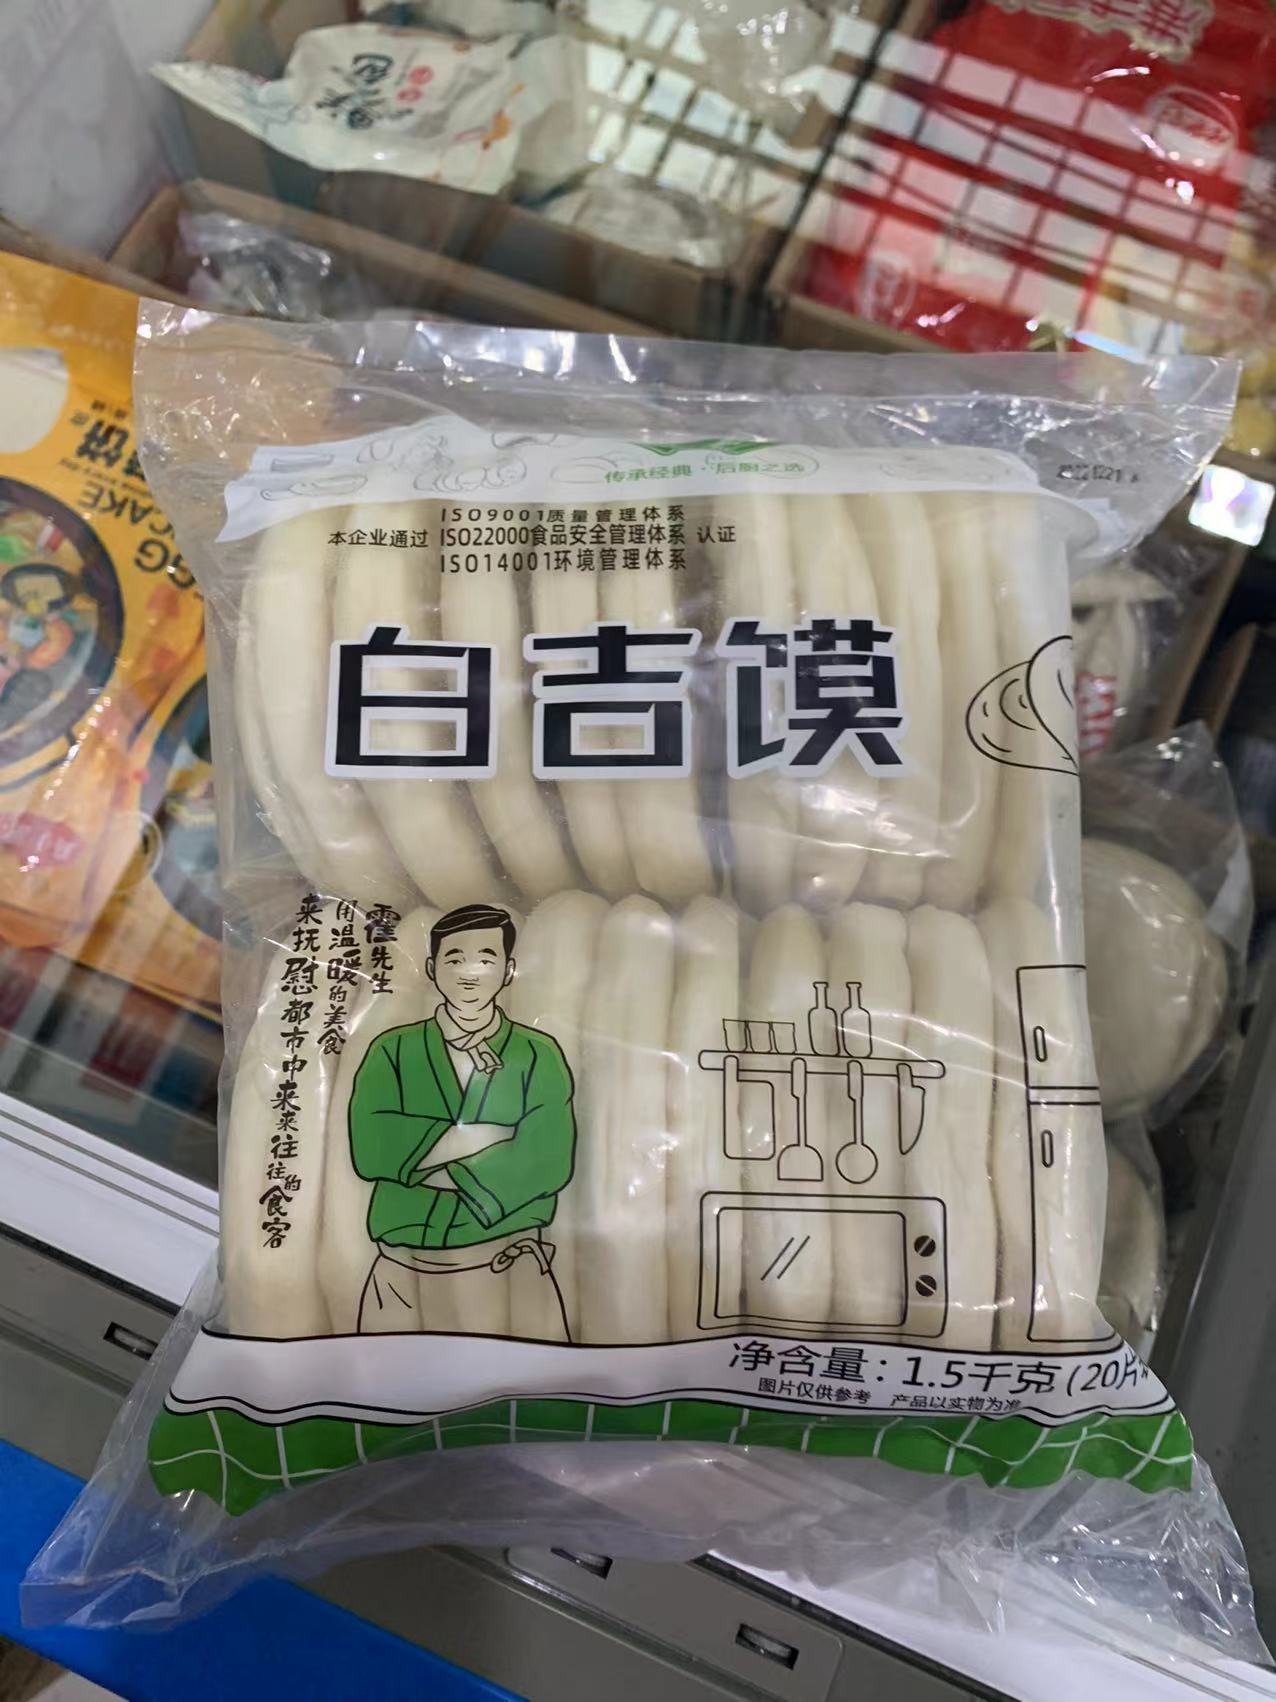 传承经典·后厨之选
ISO9001质量管理体系
本企业通过 ISO22000食品安全管理体系 认证
ISO14001环境管理体系
白吉馍
霍先生
用温暖的美食
来抚慰都市中来来往往的食客
净含量：1.5千克(20片
图片仅供参考 产品以实物为准
饼
CAKE
GG